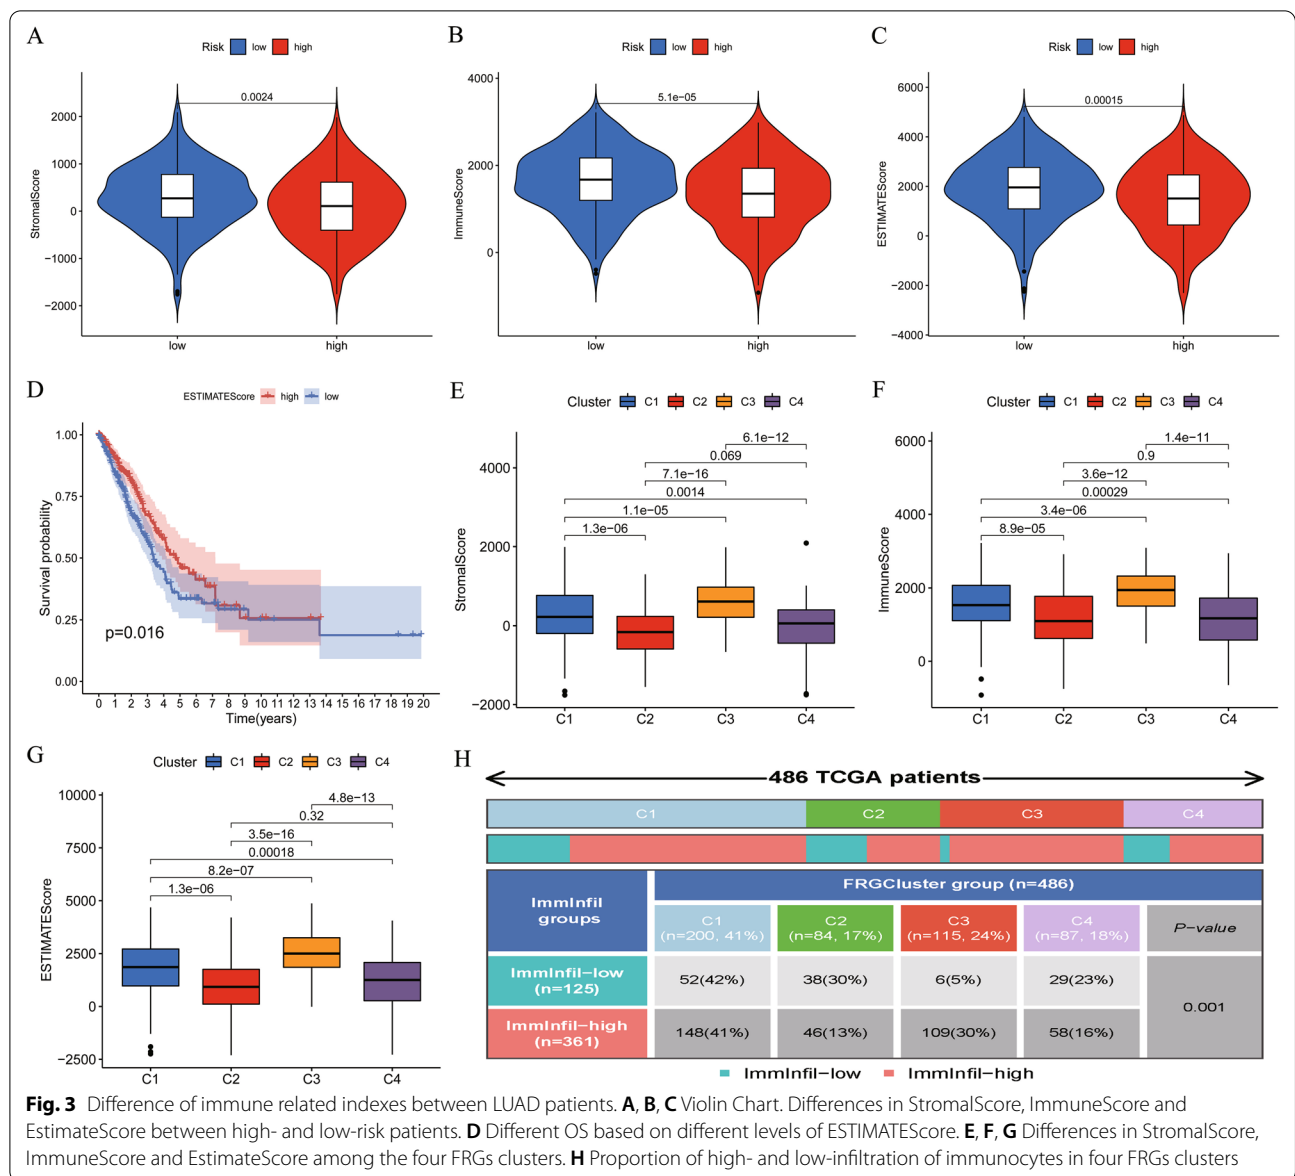 A
Risk low high
StromalScore
2000
1000
0
−1000
−2000
0.0024
low high
B
Risk low high
ImmuneScore
4000
2000
0
5.1e−05
low high
C
Risk low high
ESTIMATEScore
6000
4000
2000
0
−2000
−4000
0.00015
low high
D
ESTIMATEScore high low
Survival probability
1.00
0.75
0.50
0.25
0.00
p=0.016
0 1 2 3 4 5 6 7 8 9 10 11 12 13 14 15 16 17 18 19 20
Time(years)
E
Cluster C1 C2 C3 C4
StromalScore
4000
2000
0
−2000
6.1e−12
0.069
7.1e−16
0.0014
1.1e−05
1.3e−06
C1 C2 C3 C4
F
Cluster C1 C2 C3 C4
ImmuneScore
6000
4000
2000
0
1.4e−11
0.9
3.6e−12
0.00029
3.4e−06
8.9e−05
C1 C2 C3 C4
G
Cluster C1 C2 C3 C4
ESTIMATEScore
10000
7500
5000
2500
0
−2500
4.8e−13
0.32
3.5e−16
0.00018
8.2e−07
1.3e−06
C1 C2 C3 C4
H
486 TCGA patients
C1 C2 C3 C4
ImmInfil
groups
FRGCluster group (n=486)
C1
(n=200, 41%)
C2
(n=84, 17%)
C3
(n=115, 24%)
C4
(n=87, 18%)
P−value
ImmInfil−low
(n=125)
52(42%) 38(30%) 6(5%) 29(23%)
0.001
ImmInfil−high
(n=361)
148(41%) 46(13%) 109(30%) 58(16%)
ImmInfil−low ImmInfil−high
Fig. 3 Difference of immune related indexes between LUAD patients. A, B, C Violin Chart. Differences in StromalScore, ImmuneScore and
EstimateScore between high- and low-risk patients. D Different OS based on different levels of ESTIMATEScore. E, F, G Differences in StromalScore,
ImmuneScore and EstimateScore among the four FRGs clusters. H Proportion of high- and low-infiltration of immunocytes in four FRGs clusters